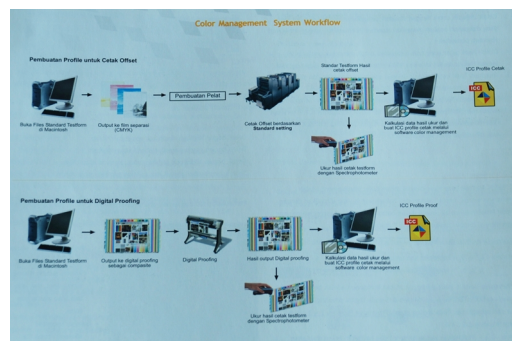 Color Management System Workflow
Pembuatan Profile untuk Cetak Offset
Buka Files Standard Testform
di Macintosh
Output ke film separasi
(CMYK)
Pembuatan Pelat
Cetak Offset berdasarkan
Standard setting
Standar Testform Hasil
cetak offset
Ukur hasil cetak testform
dengan Spectrophotometer
Kalkulasi data hasil ukur dan
buat ICC profile cetak melalui
software color management
ICC Profile Cetak
ICC
Pembuatan Profile untuk Digital Proofing
Buka Files Standard Testform
di Macintosh
Output ke digital proofing
sebagai composite
Digital Proofing
Hasil output Digital proofing
Ukur hasil cetak testform
dengan Spectrophotometer
Kalkulasi data hasil ukur dan
buat ICC profile cetak melalui
software color management
ICC Profile Proof
ICC